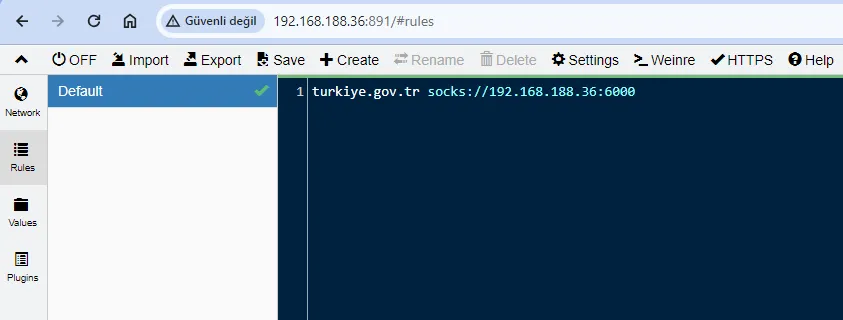 Güvenli değil 192.168.188.36:891/#rules
OFF Import Export Save Create Rename Delete Settings Weinre HTTPS Help
Network
Rules
Values
Plugins
Default
1 turkiye.gov.tr socks://192.168.188.36:6000